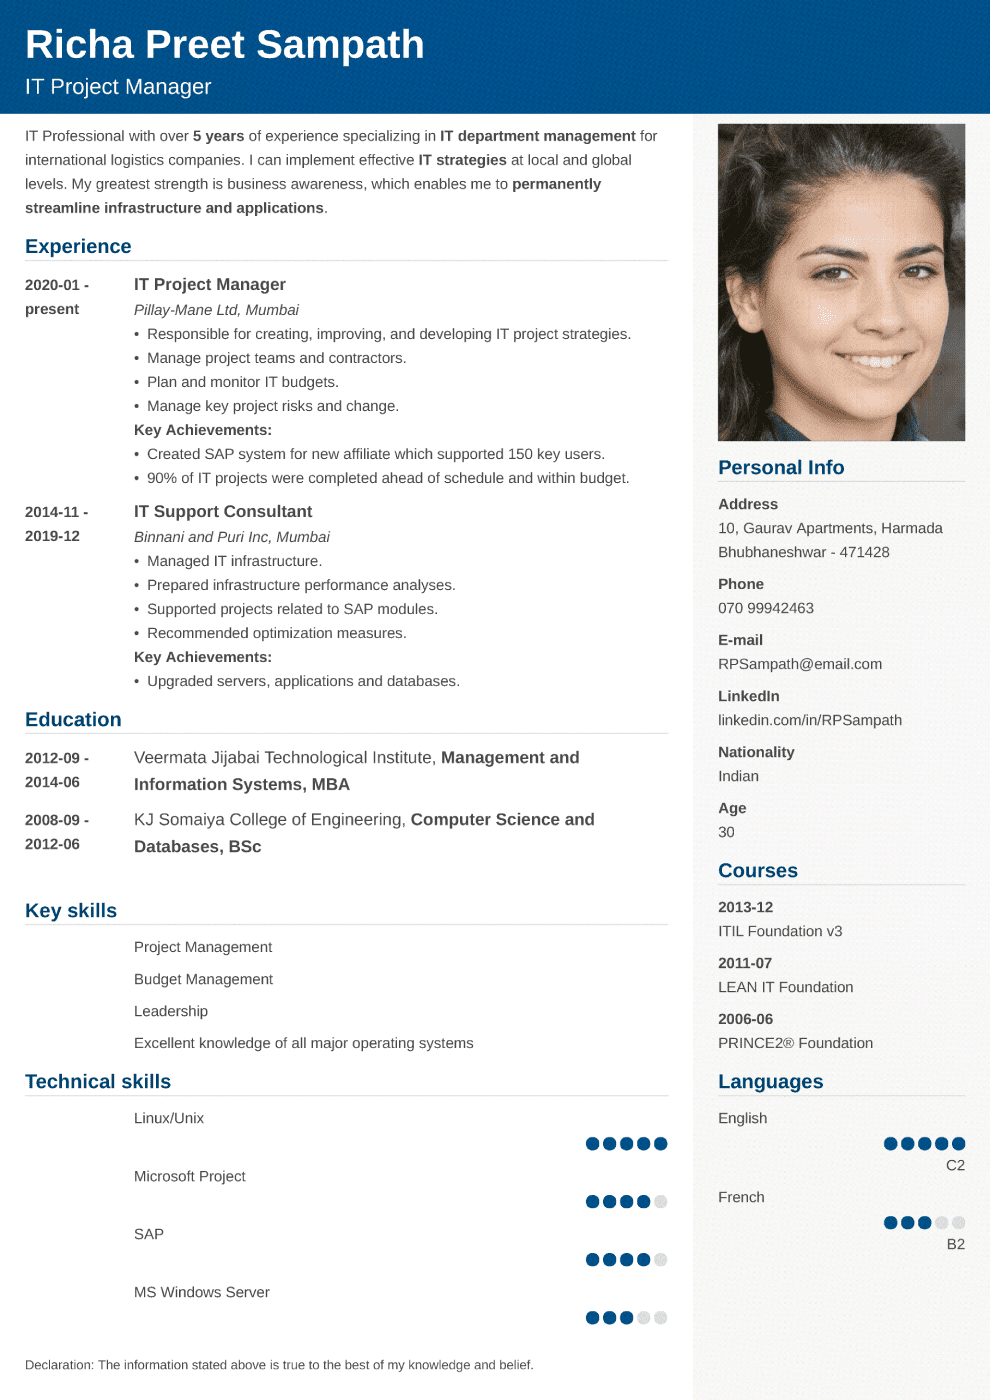 Richa Preet Sampath
IT Project Manager
IT Professional with over 5 years of experience specializing in IT department management for
international logistics companies. I can implement effective IT strategies at local and global
levels. My greatest strength is business awareness, which enables me to permanently
streamline infrastructure and applications.
Experience
2020-01 -
present
IT Project Manager
Pillay-Mane Ltd, Mumbai
• Responsible for creating, improving, and developing IT project strategies.
• Manage project teams and contractors.
• Plan and monitor IT budgets.
• Manage key project risks and change.
Key Achievements:
• Created SAP system for new affiliate which supported 150 key users.
• 90% of IT projects were completed ahead of schedule and within budget.
2014-11 -
2019-12
IT Support Consultant
Binnani and Puri Inc, Mumbai
• Managed IT infrastructure.
• Prepared infrastructure performance analyses.
• Supported projects related to SAP modules.
• Recommended optimization measures.
Key Achievements:
• Upgraded servers, applications and databases.
Education
2012-09 -
2014-06
Veermata Jijabai Technological Institute, Management and
Information Systems, MBA
2008-09 -
2012-06
KJ Somaiya College of Engineering, Computer Science and
Databases, BSc
Key skills
Project Management
Budget Management
Leadership
Excellent knowledge of all major operating systems
Technical skills
Linux/Unix
Microsoft Project
SAP
MS Windows Server
Declaration: The information stated above is true to the best of my knowledge and belief.
Personal Info
Address
10, Gaurav Apartments, Harmada
Bhubhaneshwar - 471428
Phone
070 99942463
E-mail
RPSampath@email.com
LinkedIn
linkedin.com/in/RPSampath
Nationality
Indian
Age
30
Courses
2013-12
ITIL Foundation v3
2011-07
LEAN IT Foundation
2006-06
PRINCE2® Foundation
Languages
English
C2
French
B2